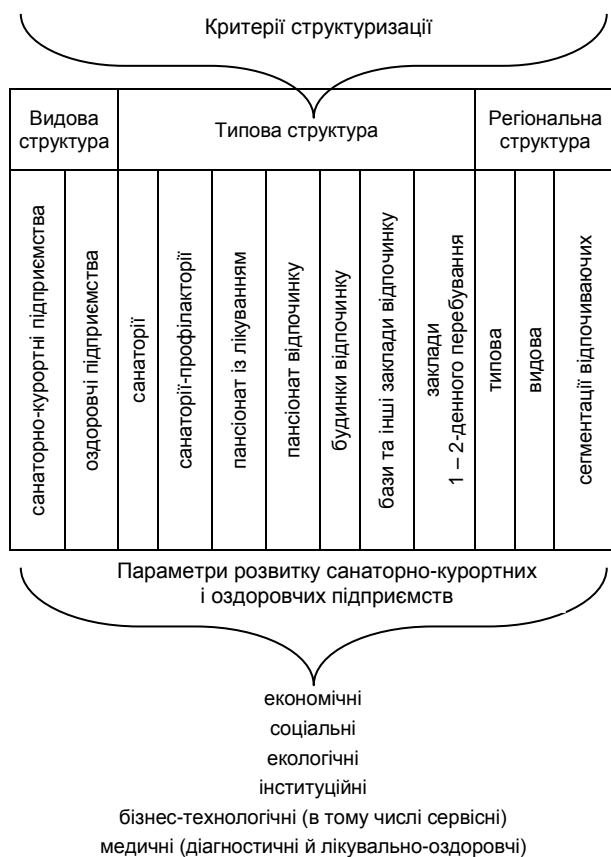 Критерії структуризації
Видова
структура
Типова структура
Регіональна
структура
санаторно-курортні підприємства
оздоровчі підприємства
санаторії
санаторії-профілакторії
пансіонат із лікуванням
пансіонат відпочинку
будинки відпочинку
бази та інші заклади відпочинку
заклади
1 – 2-денного перебування
типова
видова
сегментації відпочиваючих
Параметри розвитку санаторно-курортних
і оздоровчих підприємств
економічні
соціальні
екологічні
інституційні
бізнес-технологічні (в тому числі сервісні)
медичні (діагностичні й лікувально-оздоровчі)